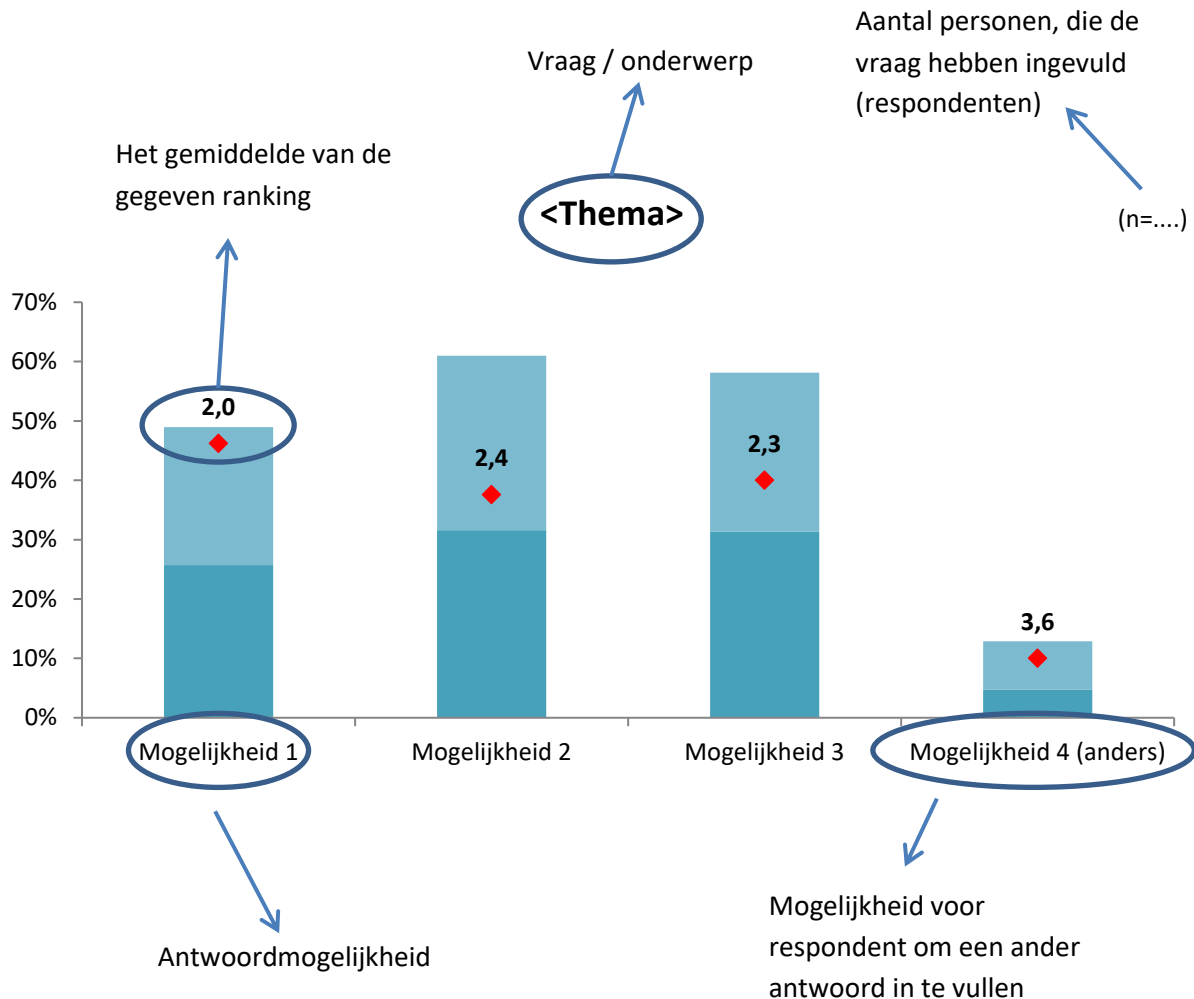 Aantal personen, die de
vraag hebben ingevuld
(respondenten)
Vraag / onderwerp
Het gemiddelde van de
gegeven ranking
<Thema>
(n=....)
70%
60%
50%
40%
30%
20%
10%
0%
2,0
2,4
2,3
3,6
Mogelijkheid 1
Mogelijkheid 2
Mogelijkheid 3
Mogelijkheid 4 (anders)
Antwoordmogelijkheid
Mogelijkheid voor
respondent om een ander
antwoord in te vullen